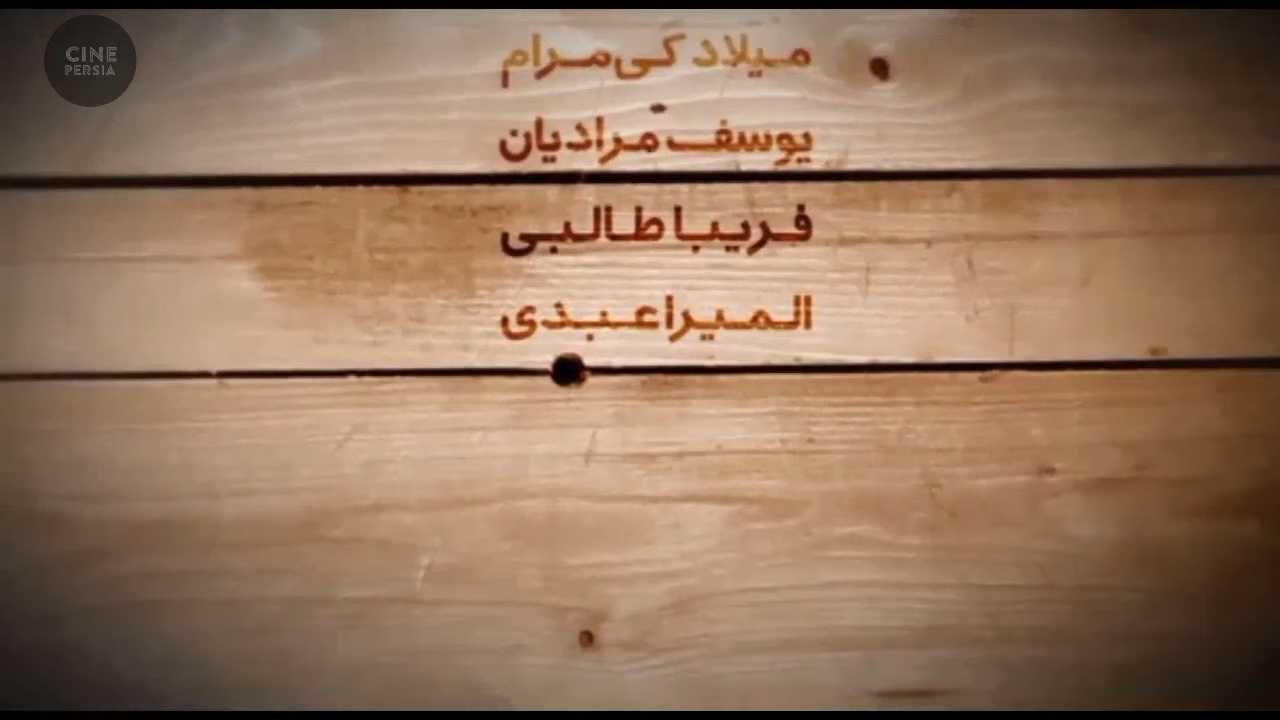 CINE
PERSIA
میلاد کی‌مرام
یوسف مرادیان
فریبا طالبی
المیرا عبدی